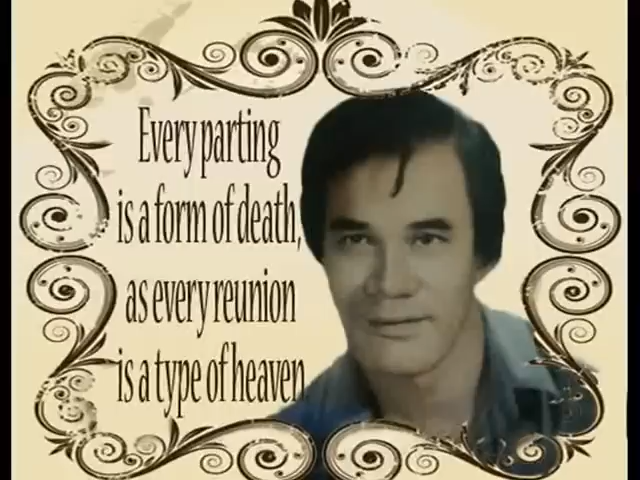 Every parting
is a form of death,
as every reunion
is a type of heaven